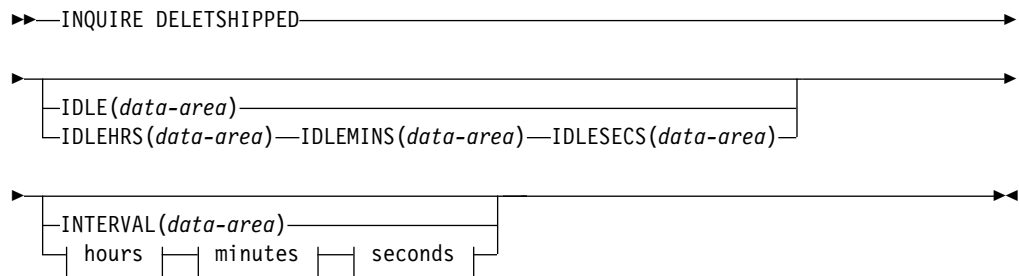 INQUIRE DELETSHIPPED
IDLE(data-area)
IDLEHRS(data-area) IDLEMINS(data-area) IDLESECS(data-area)
INTERVAL(data-area)
hours minutes seconds